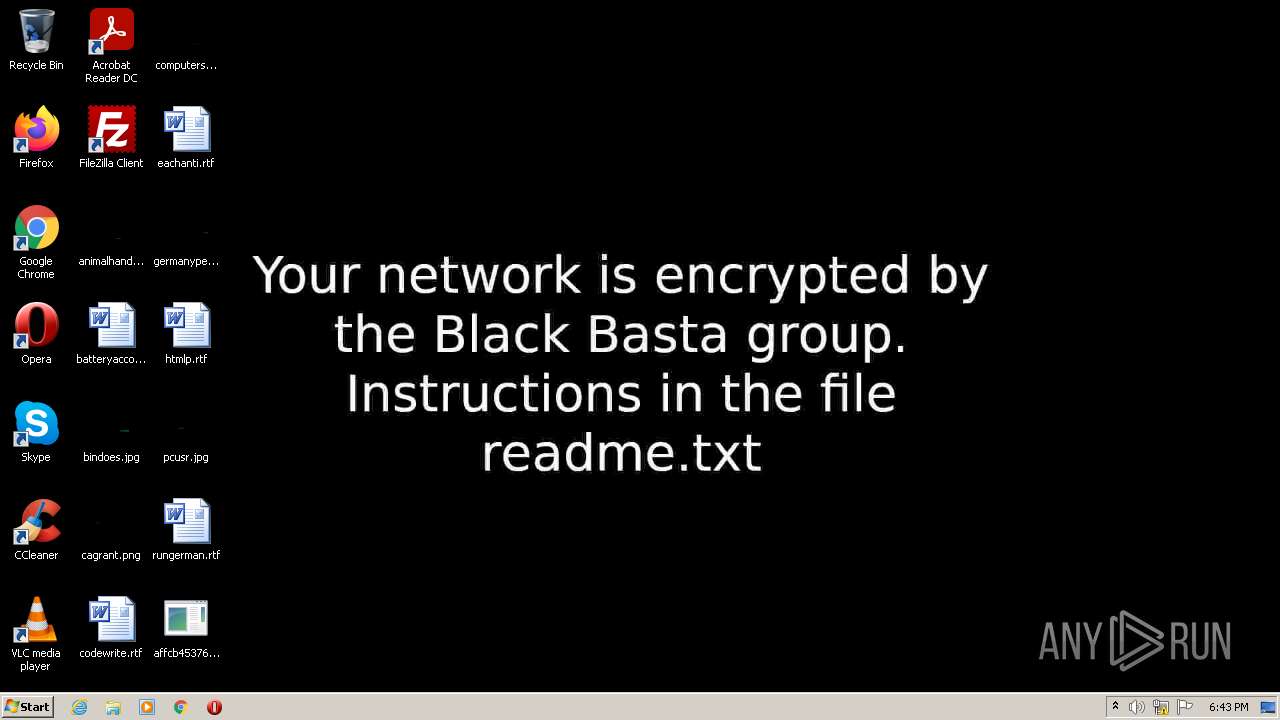 Recycle Bin
Acrobat
Reader DC
computers...
Firefox
FileZilla Client
eachanti.rtf
Google
Chrome
animalhand...
germanype...
Opera
batteryacco...
htmlp.rtf
Skype
bindoes.jpg
pcusr.jpg
CCleaner
cagrant.png
rungerman.rtf
VLC media
player
codewrite.rtf
affcb45376...
Your network is encrypted by
the Black Basta group.
Instructions in the file
readme.txt
ANY RUN
Start
6:43 PM